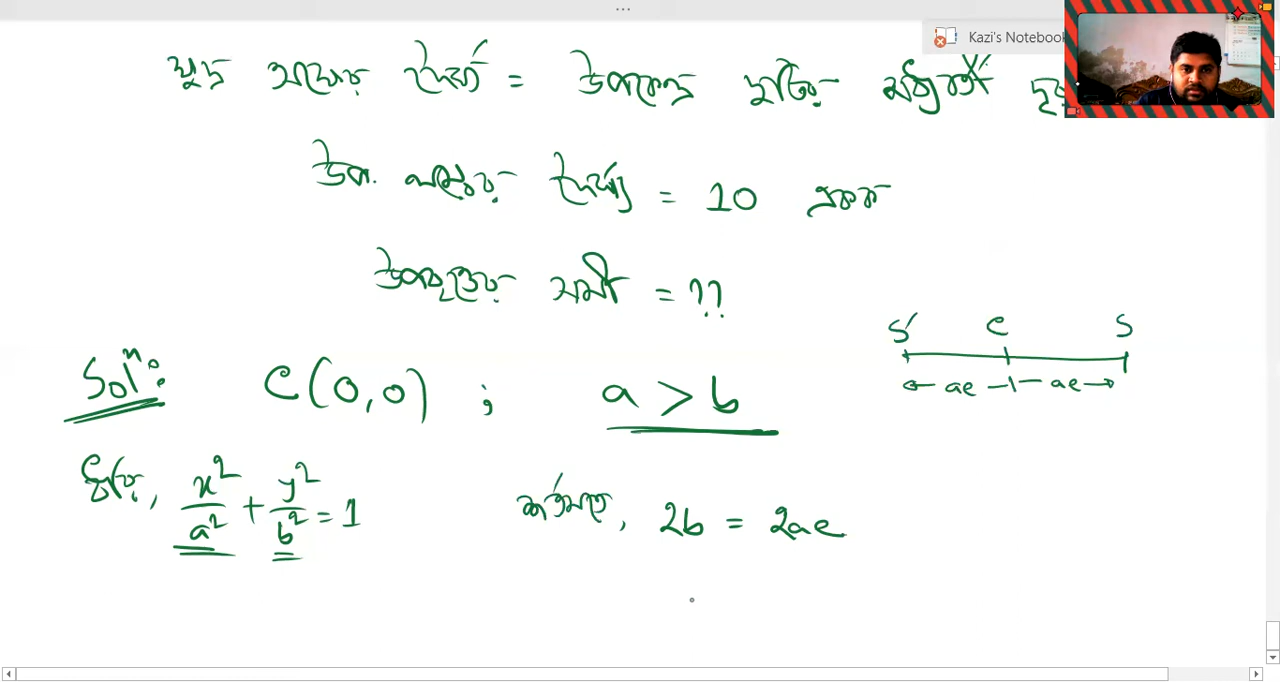 ...
Kazi's Notebook
ক্ষুদ্র অক্ষের দৈর্ঘ্য = উপকেন্দ্র দুটির মধ্যবর্তী
উপ. লম্বের দৈর্ঘ্য = 10 একক
উপবৃত্তের সমী = ??
S' C S
ae ae
Solⁿ: C(0,0) ; a > b
ধরি, x²/a² + y²/b² = 1 শর্তমতে, 2b = 2ae